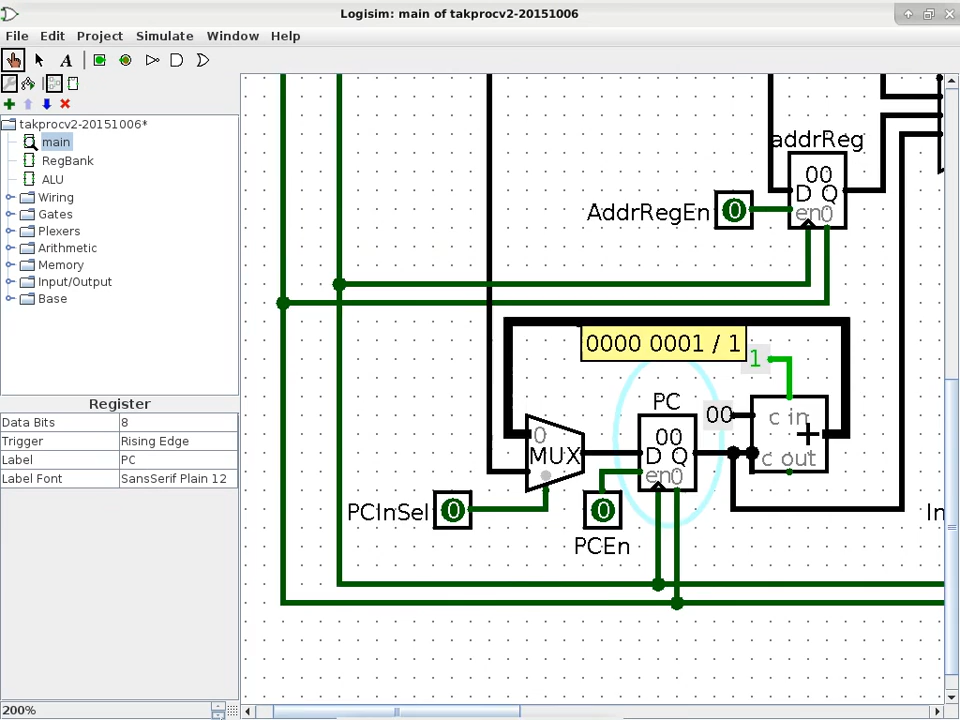 Logisim: main of takprocv2-20151006
File Edit Project Simulate Window Help
A
takprocv2-20151006*
main
RegBank
ALU
Wiring
Gates
Plexers
Arithmetic
Memory
Input/Output
Base
Register
Data Bits 8
Trigger Rising Edge
Label PC
Label Font SansSerif Plain 12
200%
addrReg
00
D Q
en0
AddrRegEn 0
0000 0001 / 1
1
PC
00
c in
+
c out
0
MUX
00
D Q
en0
PCInSel 0
0
PCEn
In